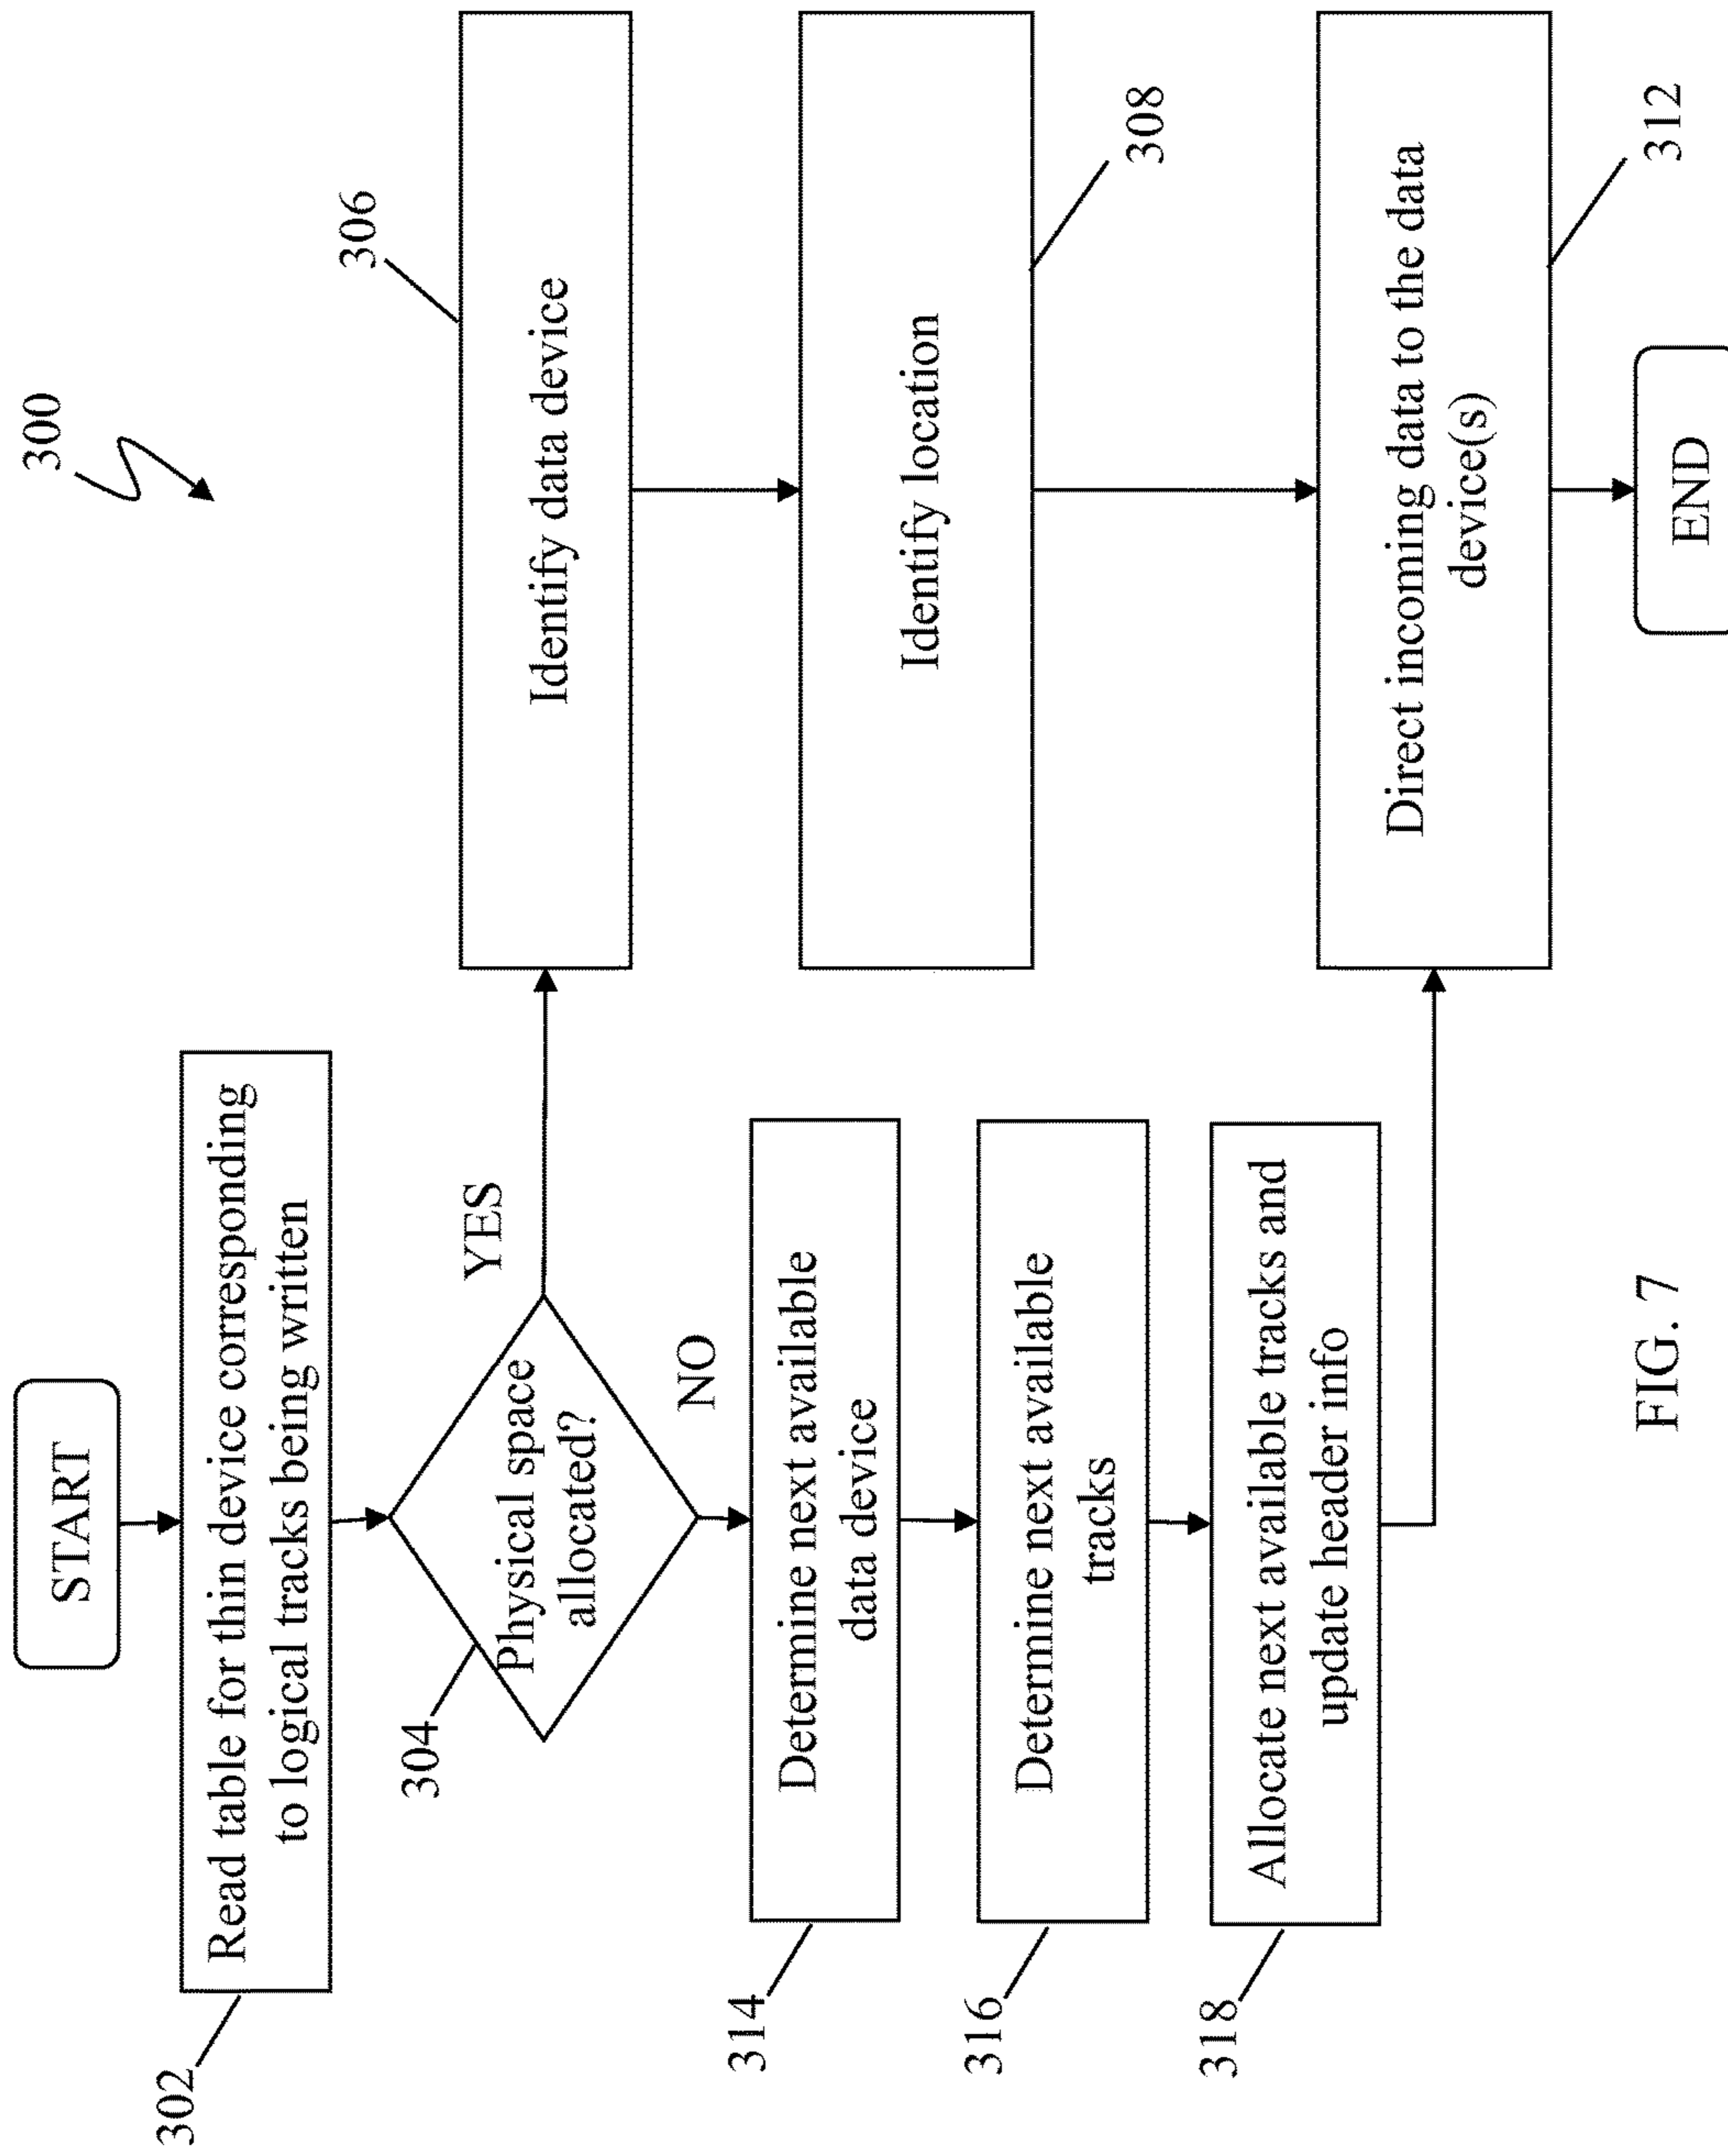 300
START
302
Read table for thin device corresponding
to logical tracks being written
304
Physical space
allocated?
YES
NO
306
Identify data device
308
Identify location
314
Determine next available
data device
316
Determine next available
tracks
318
Allocate next available tracks and
update header info
Direct incoming data to the data
device(s)
312
END
FIG. 7